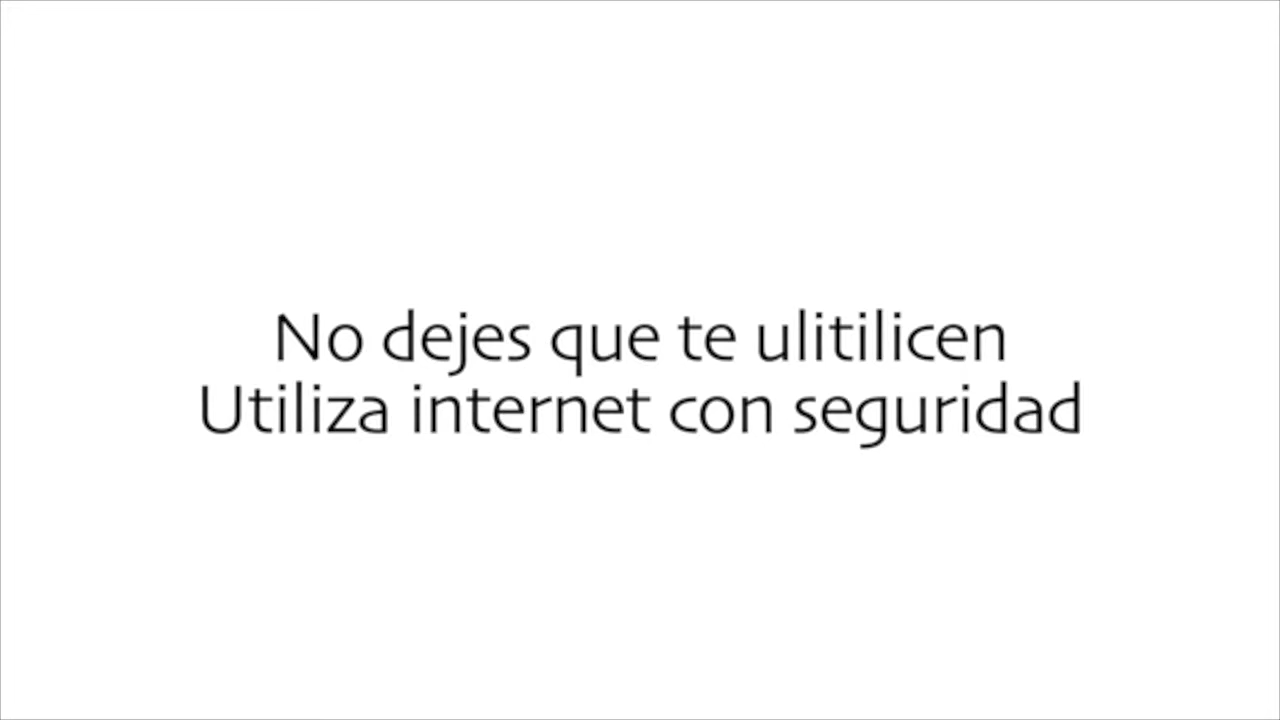 No dejes que te ulitilicen
Utiliza internet con seguridad